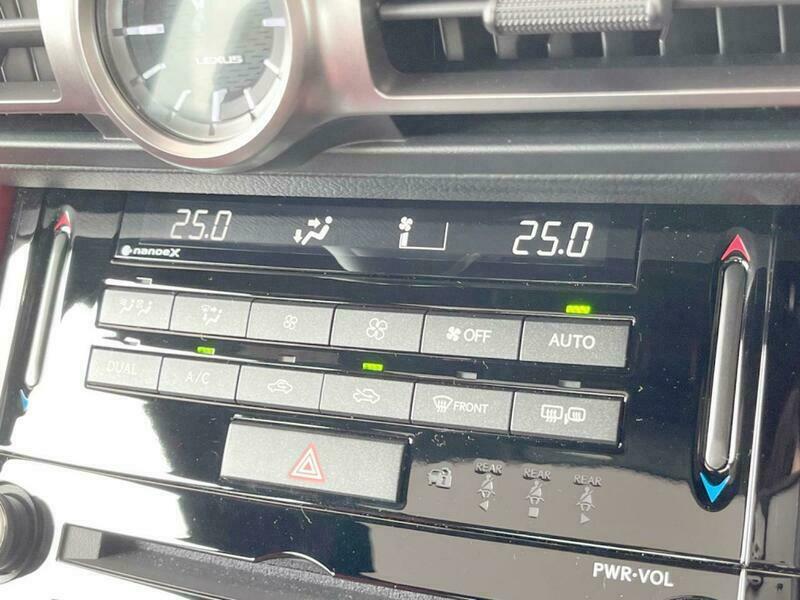 LEXUS
25.0 25.0
nanoeX
OFF AUTO
DUAL A/C FRONT
REAR REAR REAR
PWR·VOL